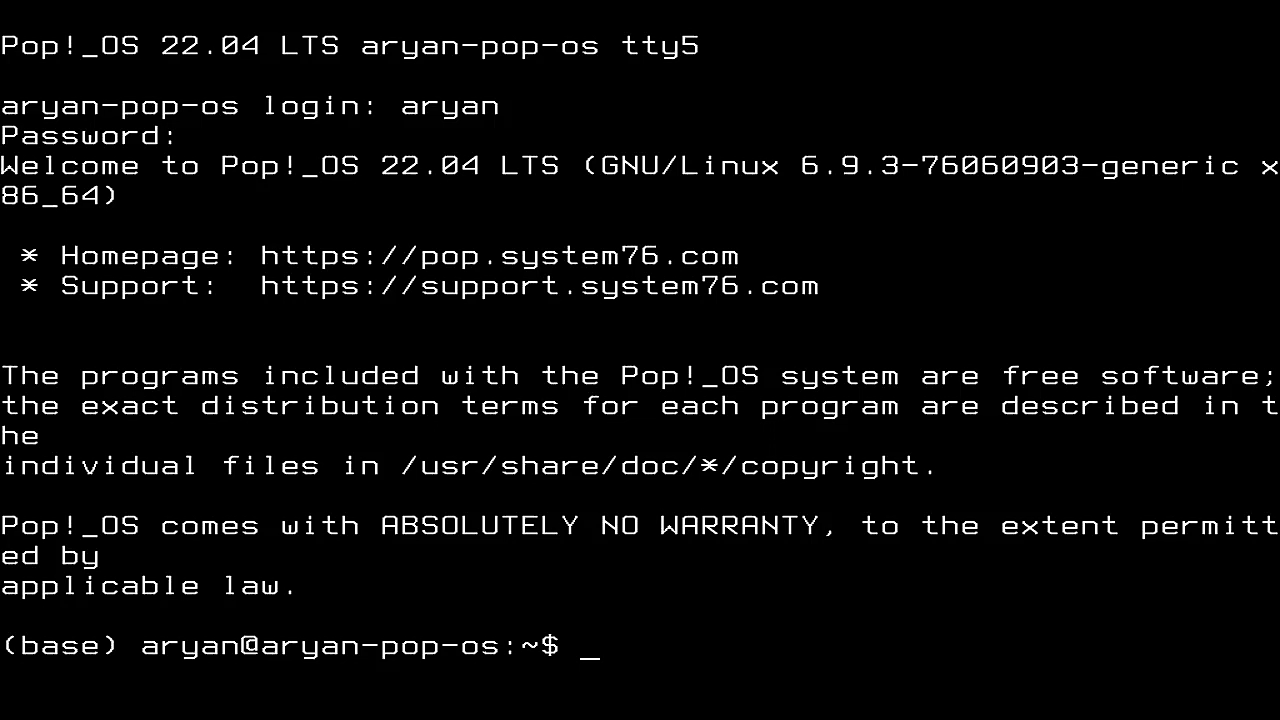 Pop!_OS 22.04 LTS aryan-pop-os tty5
aryan-pop-os login: aryan
Password:
Welcome to Pop!_OS 22.04 LTS (GNU/Linux 6.9.3-76060903-generic x
86_64)
* Homepage: https://pop.system76.com
* Support:  https://support.system76.com
The programs included with the Pop!_OS system are free software;
the exact distribution terms for each program are described in t
he
individual files in /usr/share/doc/*/copyright.
Pop!_OS comes with ABSOLUTELY NO WARRANTY, to the extent permitt
ed by
applicable law.
(base) aryan@aryan-pop-os:~$ _